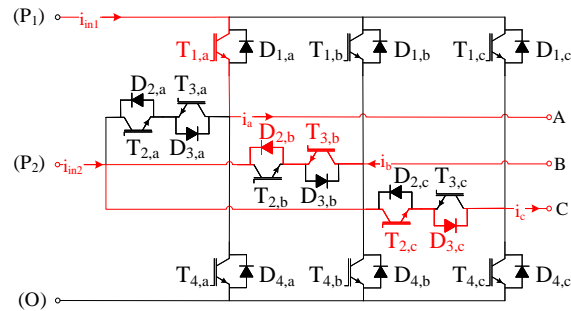 (P1) iin1
T1,a D1,a T1,b D1,b T1,c D1,c
D2,a T3,a ia A
T2,a D3,a D2,b T3,b
(P2) iin2 ib B
T2,b D3,b D2,c T3,c
ic C
T2,c D3,c
T4,a D4,a T4,b D4,b T4,c D4,c
(O)